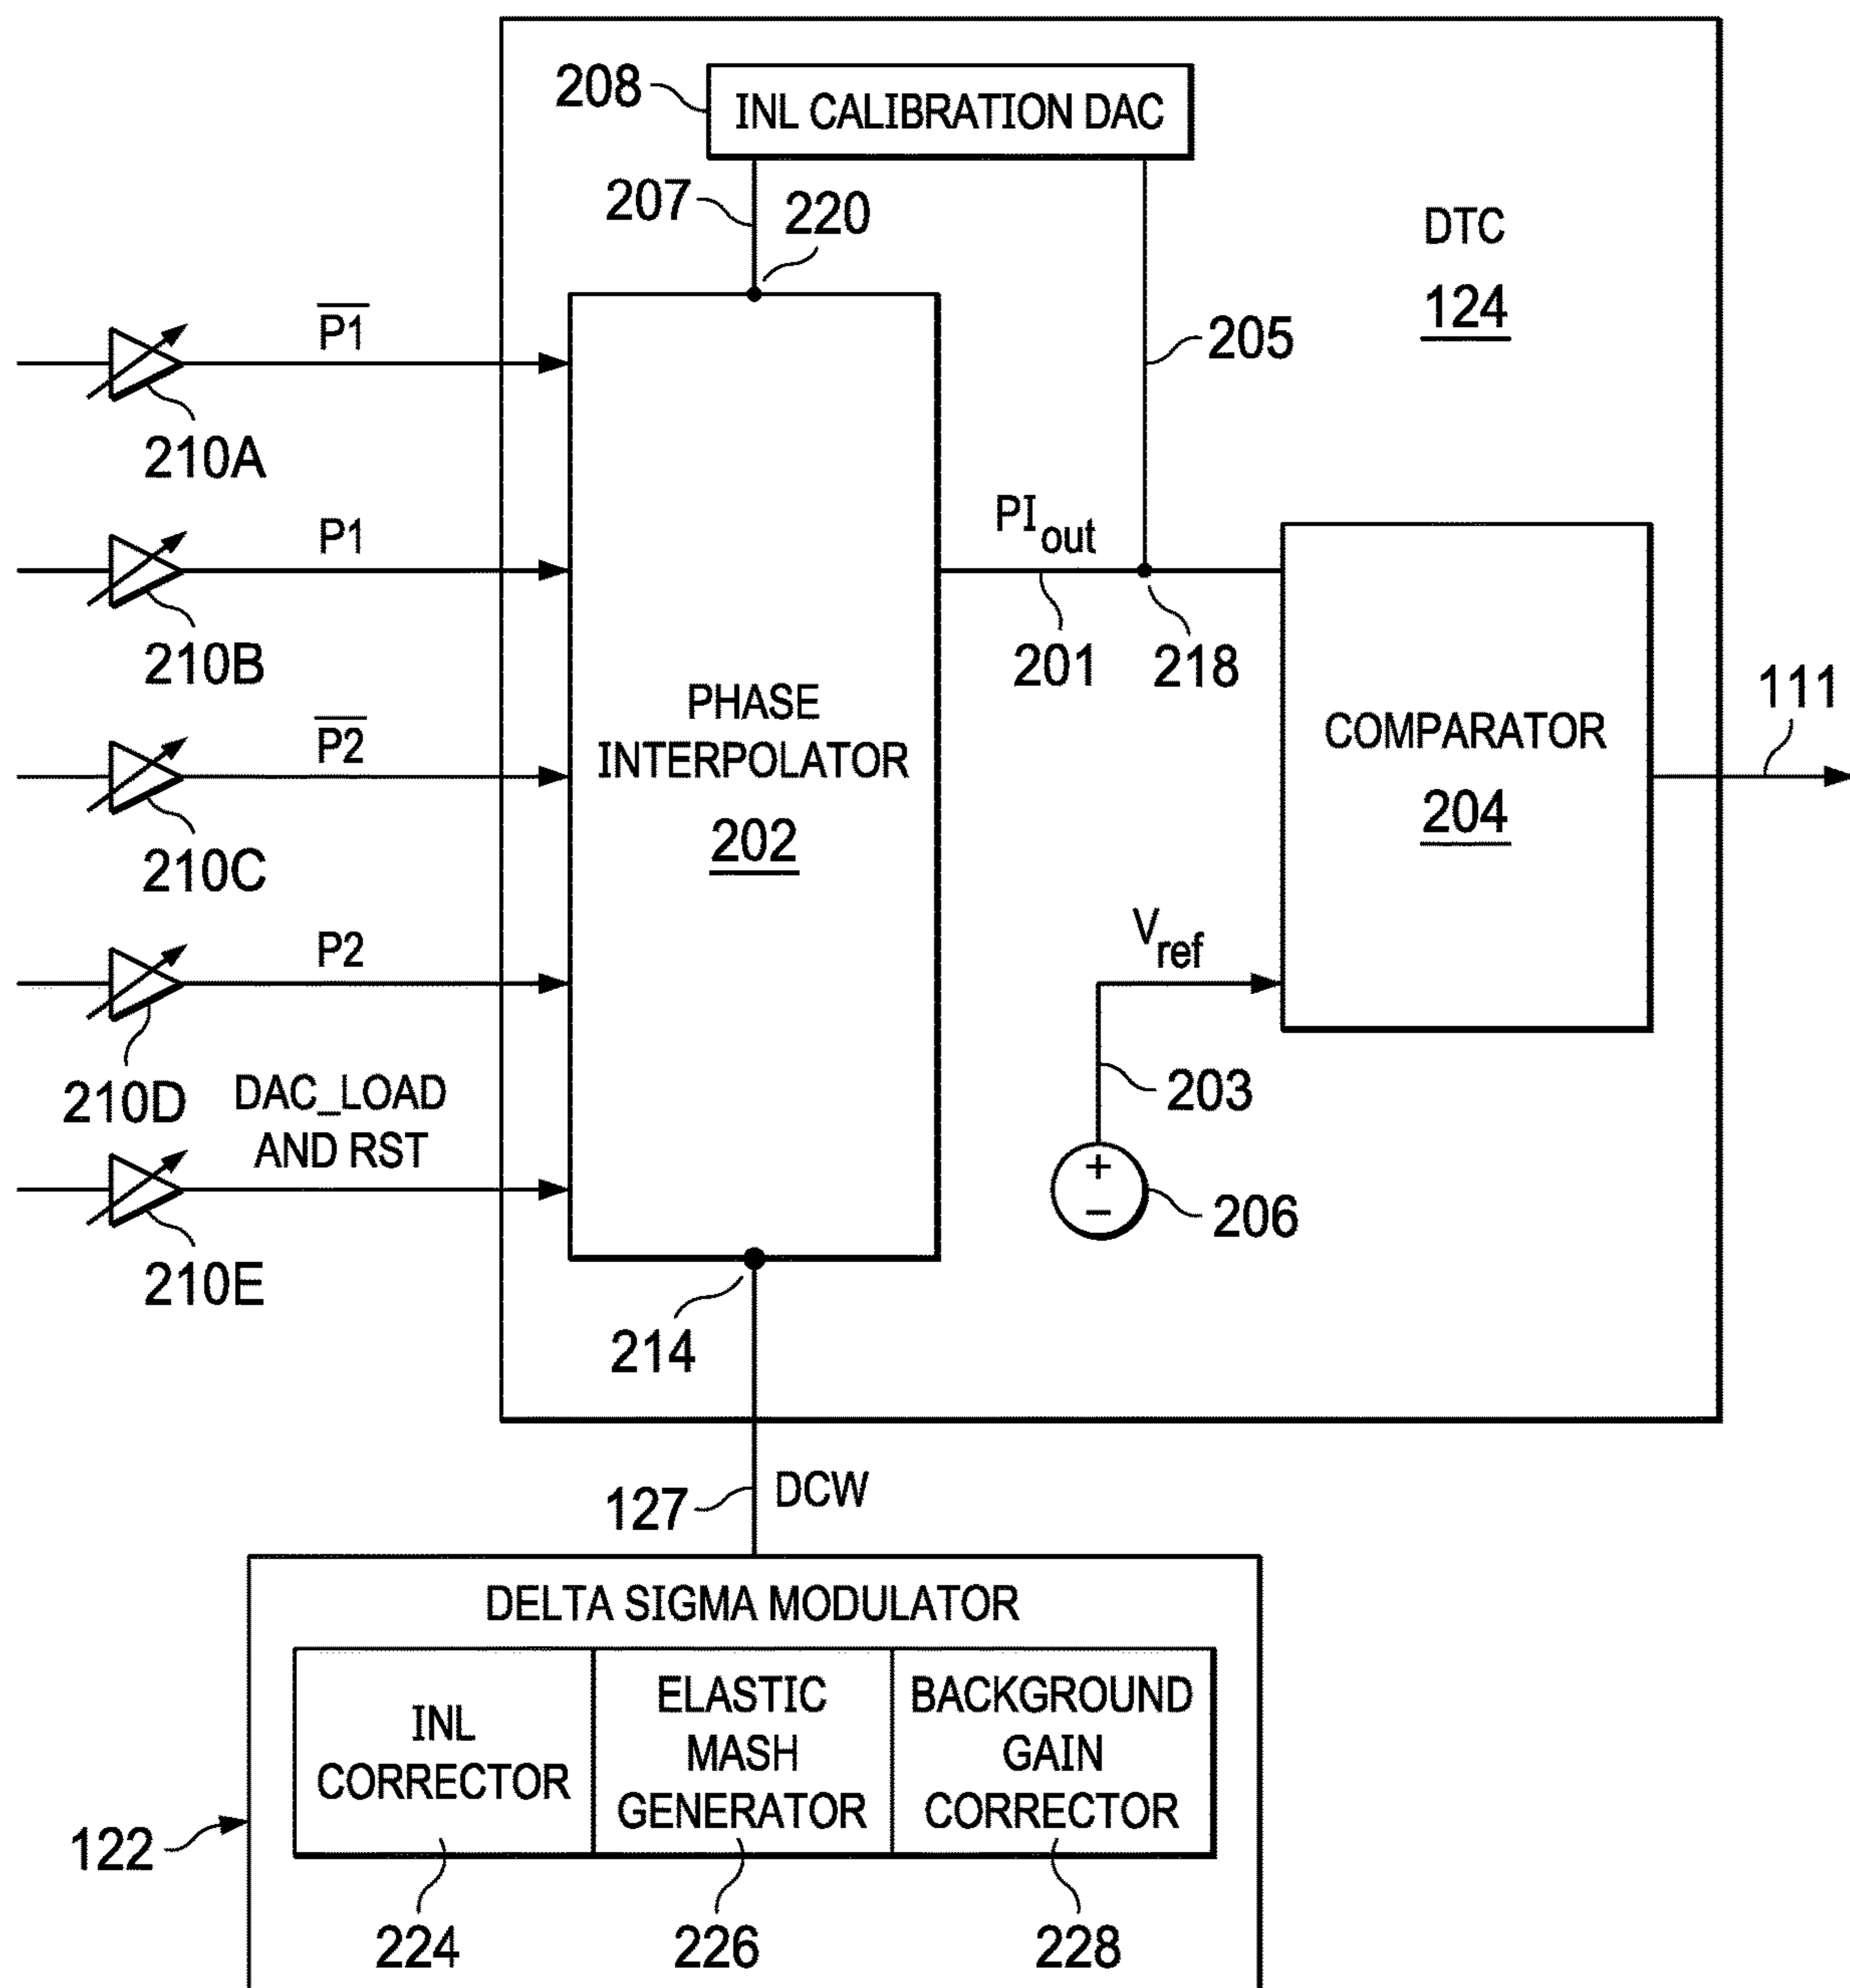 208
INL CALIBRATION DAC
207
220
DTC
124
205
P1
210A
P1
PI
out
210B
201
218
111
PHASE
INTERPOLATOR
202
COMPARATOR
204
P2
210C
V
ref
P2
210D
203
DAC_LOAD
AND RST
+
−
206
210E
214
127
DCW
DELTA SIGMA MODULATOR
INL
CORRECTOR
ELASTIC
MASH
GENERATOR
BACKGROUND
GAIN
CORRECTOR
122
224
226
228